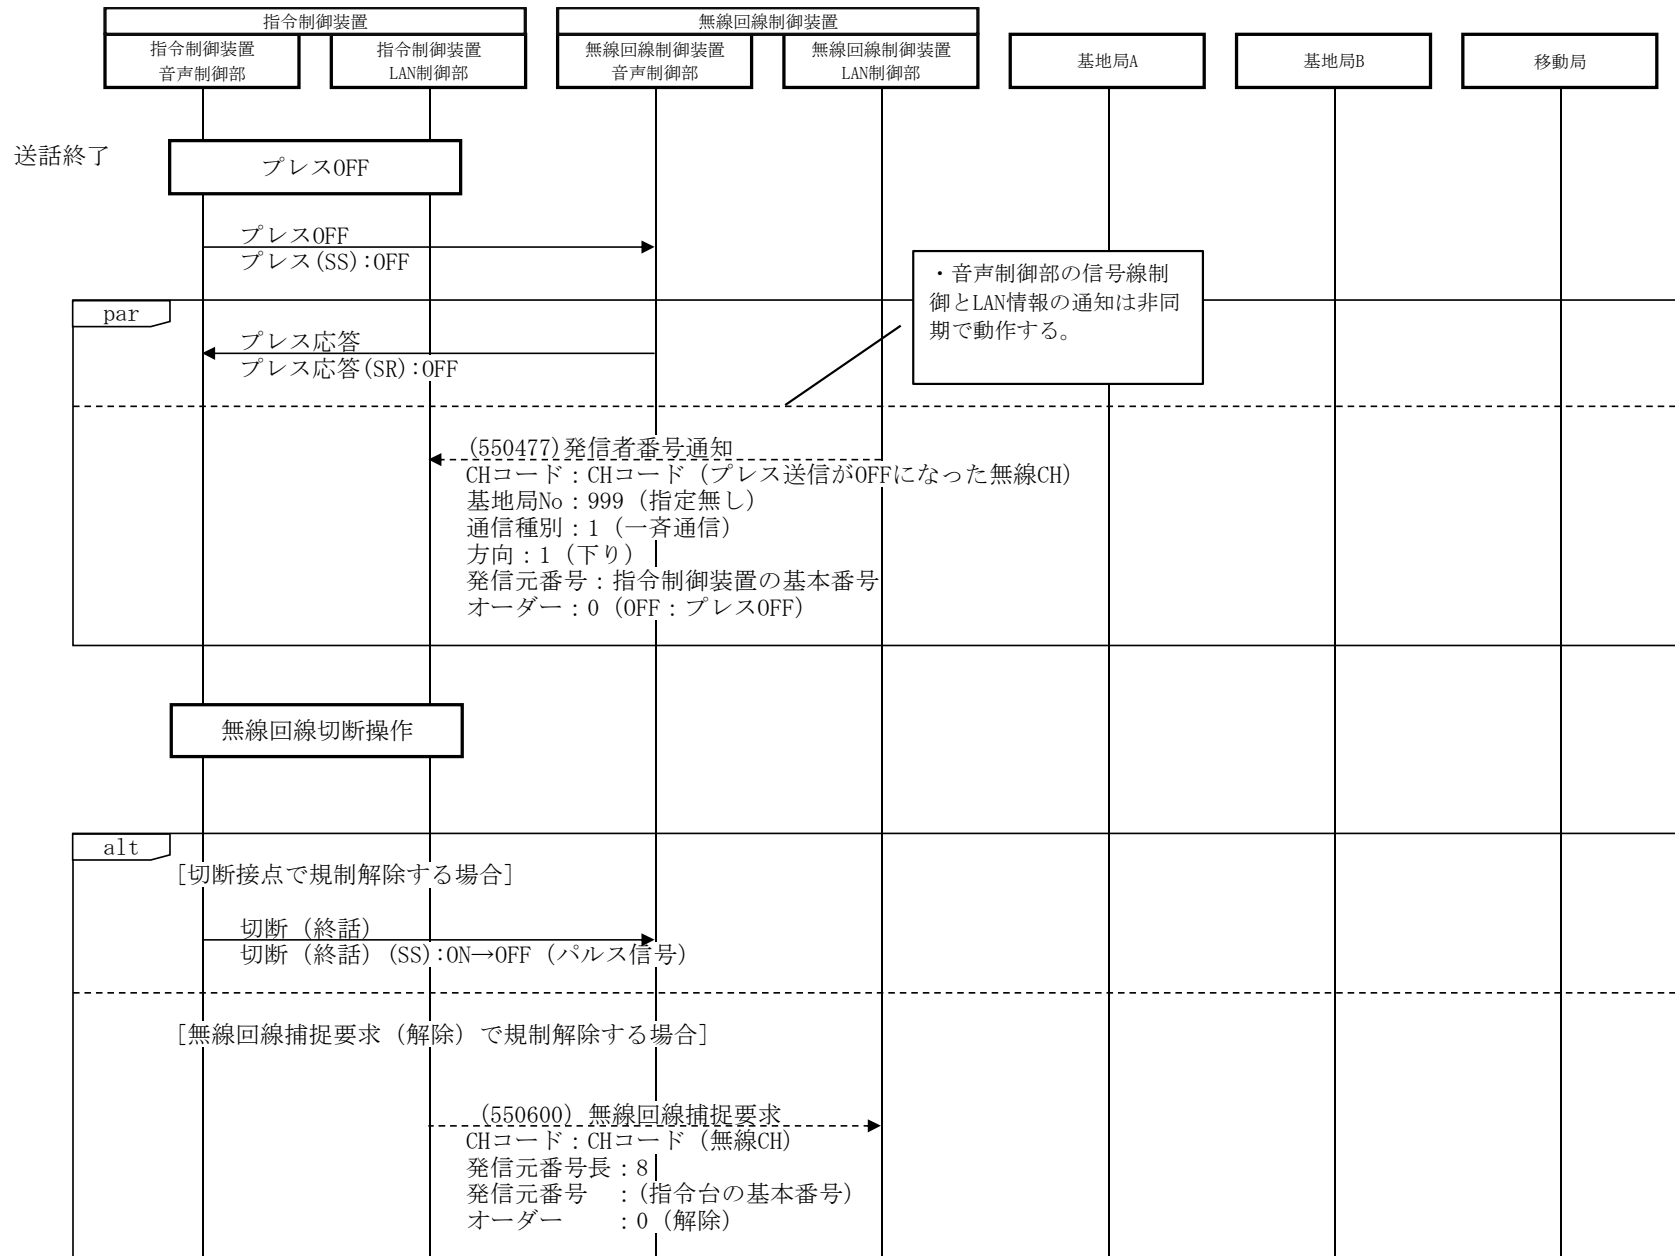 指令制御装置
無線回線制御装置
指令制御装置
音声制御部
指令制御装置
LAN制御部
無線回線制御装置
音声制御部
無線回線制御装置
LAN制御部
基地局A
基地局B
移動局
送話終了
プレスOFF
プレスOFF
プレス(SS):OFF
・音声制御部の信号線制
御とLAN情報の通知は非同
期で動作する。
par
プレス応答
プレス応答(SR):OFF
(550477)発信者番号通知
CHコード：CHコード（プレス送信がOFFになった無線CH）
基地局No：999（指定無し）
通信種別：1（一斉通信）
方向：1（下り）
発信元番号：指令制御装置の基本番号
オーダー：0（OFF：プレスOFF）
無線回線切断操作
alt
[切断接点で規制解除する場合]
切断（終話）
切断（終話）(SS):ON→OFF（パルス信号）
[無線回線捕捉要求（解除）で規制解除する場合]
(550600) 無線回線捕捉要求
CHコード：CHコード（無線CH）
発信元番号長：8
発信元番号　：(指令台の基本番号)
オーダー　　：0（解除）